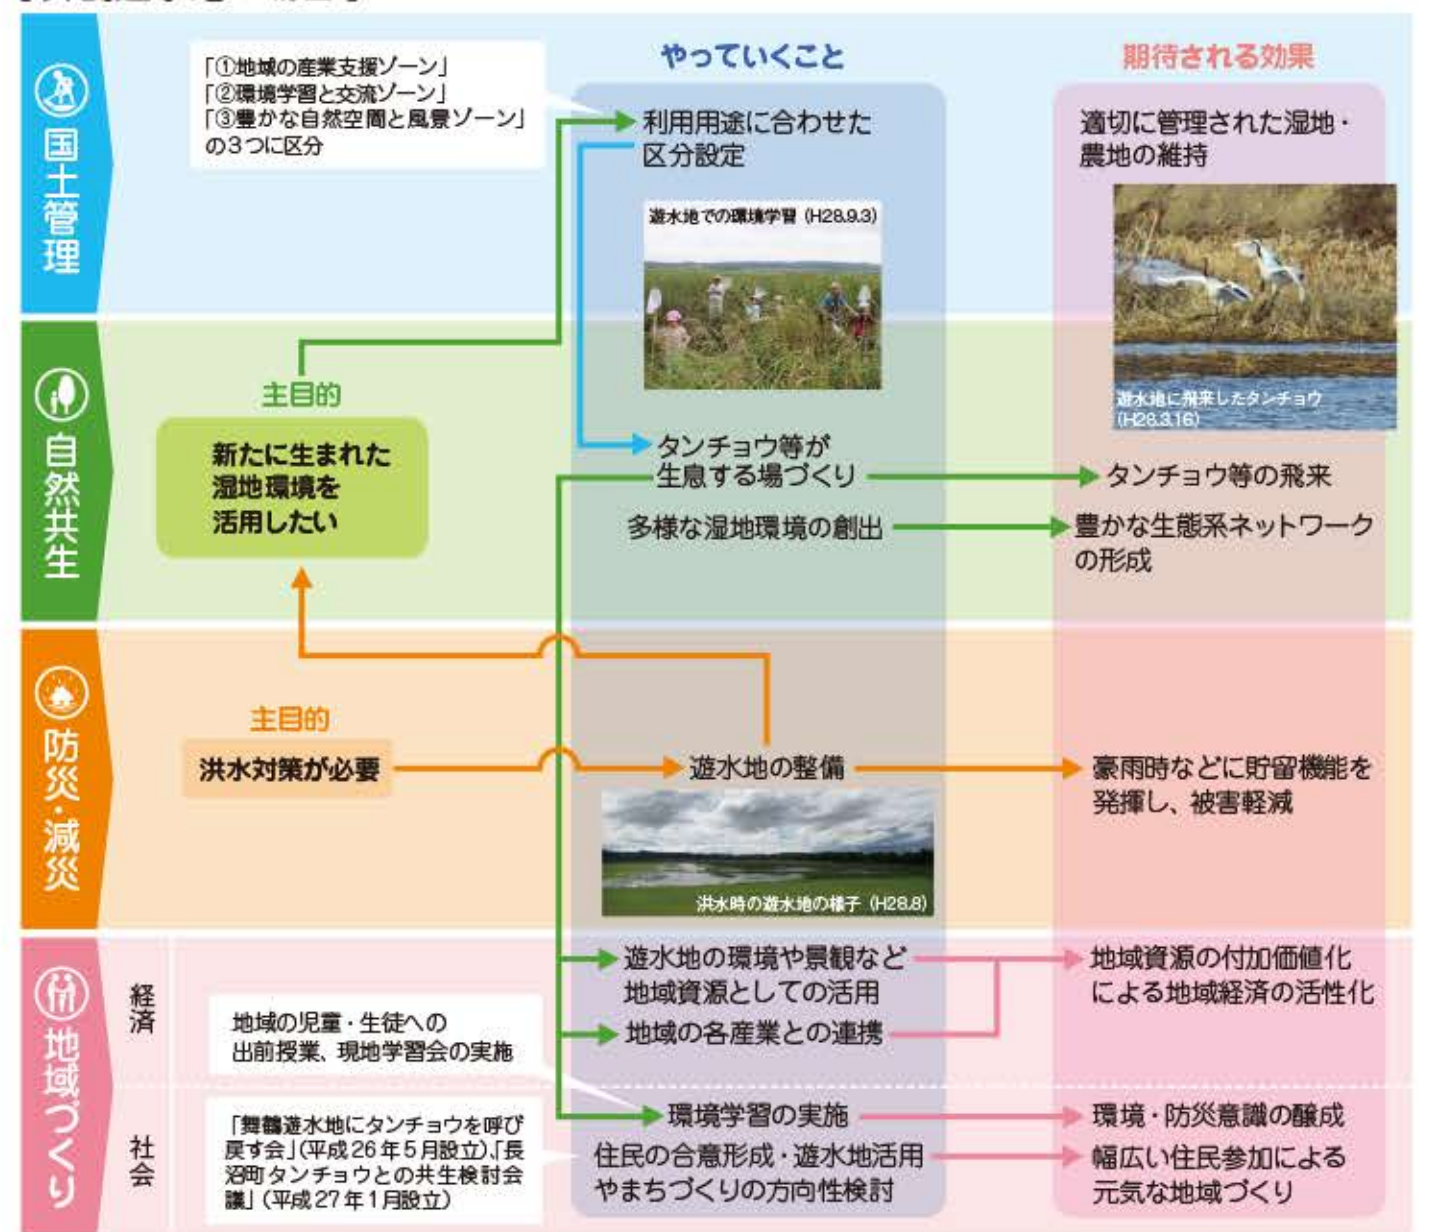 やっていくこと
期待される効果
国土管理
「①地域の産業支援ゾーン」
「②環境学習と交流ゾーン」
「③豊かな自然空間と風景ゾーン」
の3つに区分
利用用途に合わせた
区分設定
適切に管理された湿地・
農地の維持
遊水地での環境学習（H28.9.3）
遊水地に飛来したタンチョウ
（H28.3.16）
自然共生
主目的
新たに生まれた
湿地環境を
活用したい
タンチョウ等が
生息する場づくり
タンチョウ等の飛来
多様な湿地環境の創出
豊かな生態系ネットワーク
の形成
防災・減災
主目的
洪水対策が必要
遊水地の整備
豪雨時などに貯留機能を
発揮し、被害軽減
洪水時の遊水地の様子（H28.8）
地域づくり
経済
遊水地の環境や景観など
地域資源としての活用
地域の各産業との連携
地域資源の付加価値化
による地域経済の活性化
地域の児童・生徒への
出前授業、現地学習会の実施
社会
環境学習の実施
環境・防災意識の醸成
「舞鶴遊水地にタンチョウを呼び
戻す会」（平成26年5月設立）、「長
沼町タンチョウとの共生検討会
議」（平成27年1月設立）
住民の合意形成・遊水地活用
やまちづくりの方向性検討
幅広い住民参加による
元気な地域づくり